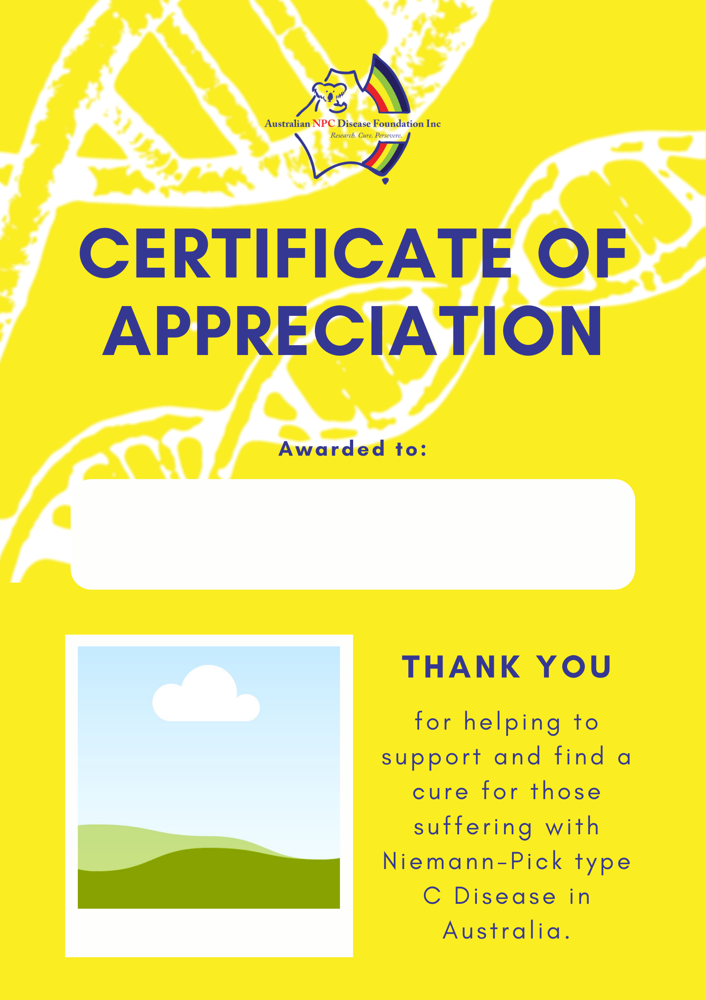 Australian NPC Disease Foundation Inc
Research. Cure. Persevere.
CERTIFICATE OF
APPRECIATION
Awarded to:
THANK YOU
for helping to
support and find a
cure for those
suffering with
Niemann-Pick type
C Disease in
Australia.